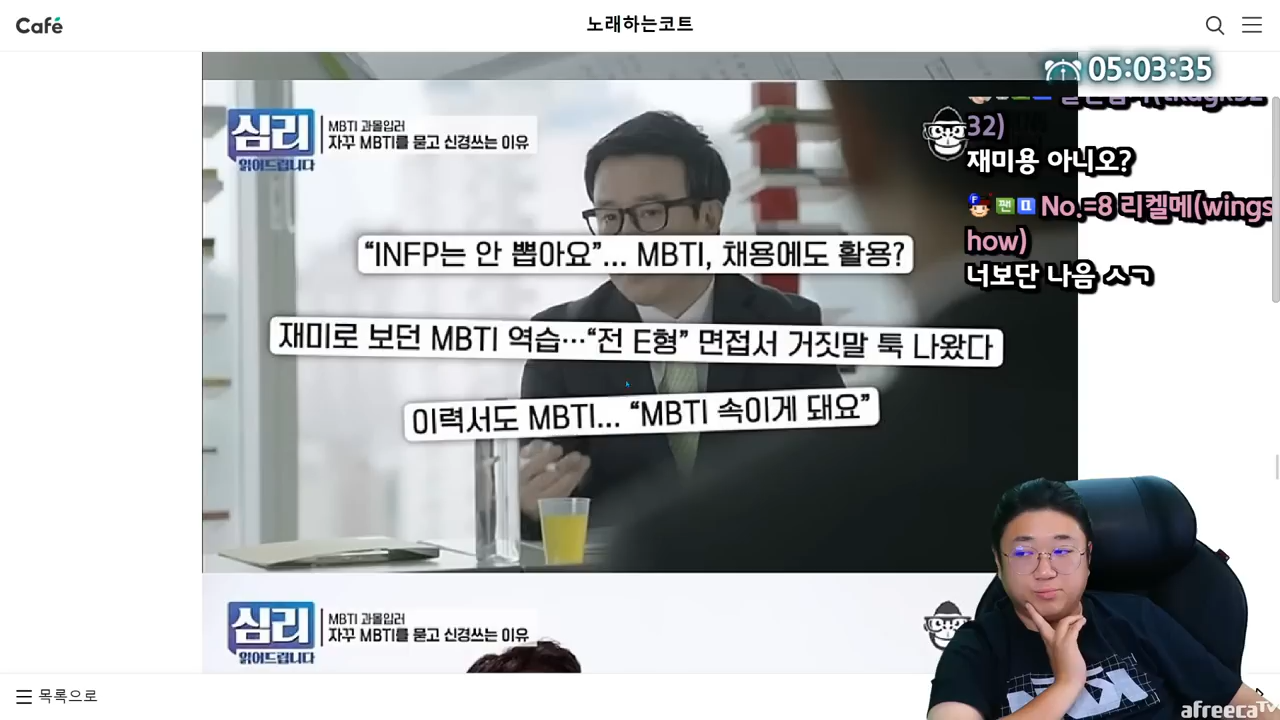 Café
노래하는코트
05:03:35
심리
읽어드립니다
MBTI 과몰입러
자꾸 MBTI를 묻고 신경쓰는 이유
32)
재미용 아니오?
F 팬 No.=8 리켈메(wings
how)
너보단 나음 ㅅㄱ
“INFP는 안 뽑아요”... MBTI, 채용에도 활용?
재미로 보던 MBTI 역습…“전 E형” 면접서 거짓말 툭 나왔다
이력서도 MBTI... “MBTI 속이게 돼요”
심리
읽어드립니다
MBTI 과몰입러
자꾸 MBTI를 묻고 신경쓰는 이유
목록으로
afreecaTV